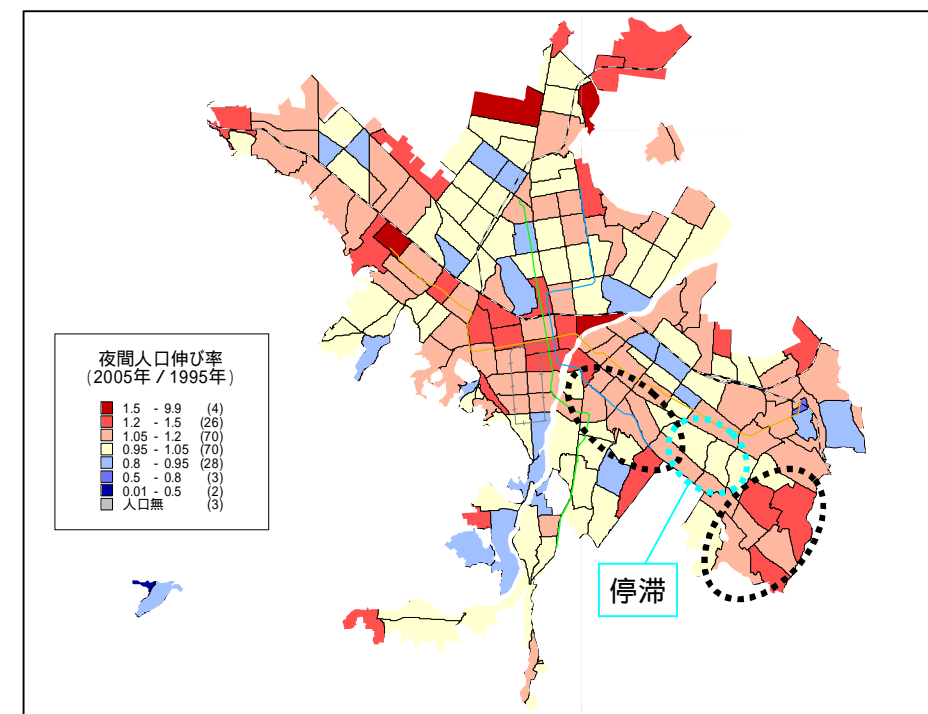 夜間人口伸び率
(2005年/1995年)
1.5 - 9.9 (4)
1.2 - 1.5 (26)
1.05 - 1.2 (70)
0.95 - 1.05 (70)
0.8 - 0.95 (28)
0.5 - 0.8 (3)
0.01 - 0.5 (2)
人口無 (3)
停滞